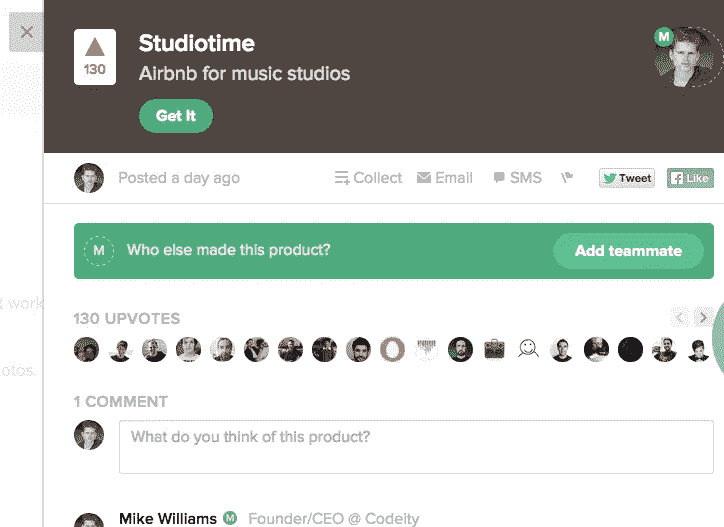 Studiotime
M
130
Airbnb for music studios
Get It
Posted a day ago
Collect
Email
SMS
Tweet
Like
M
Who else made this product?
Add teammate
t work
130 UPVOTES
otos.
1 COMMENT
What do you think of this product?
Mike Williams M Founder/CEO @ Codeity